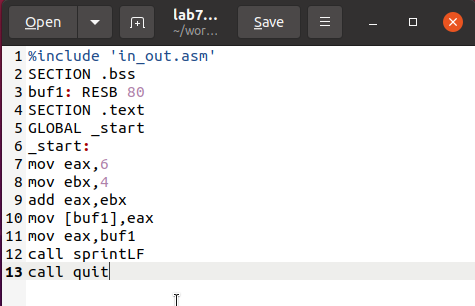 Open
lab7...
~/wor...
Save
1 %include 'in_out.asm'
2 SECTION .bss
3 buf1: RESB 80
4 SECTION .text
5 GLOBAL _start
6 _start:
7 mov eax,6
8 mov ebx,4
9 add eax,ebx
10 mov [buf1],eax
11 mov eax,buf1
12 call sprintLF
13 call quit